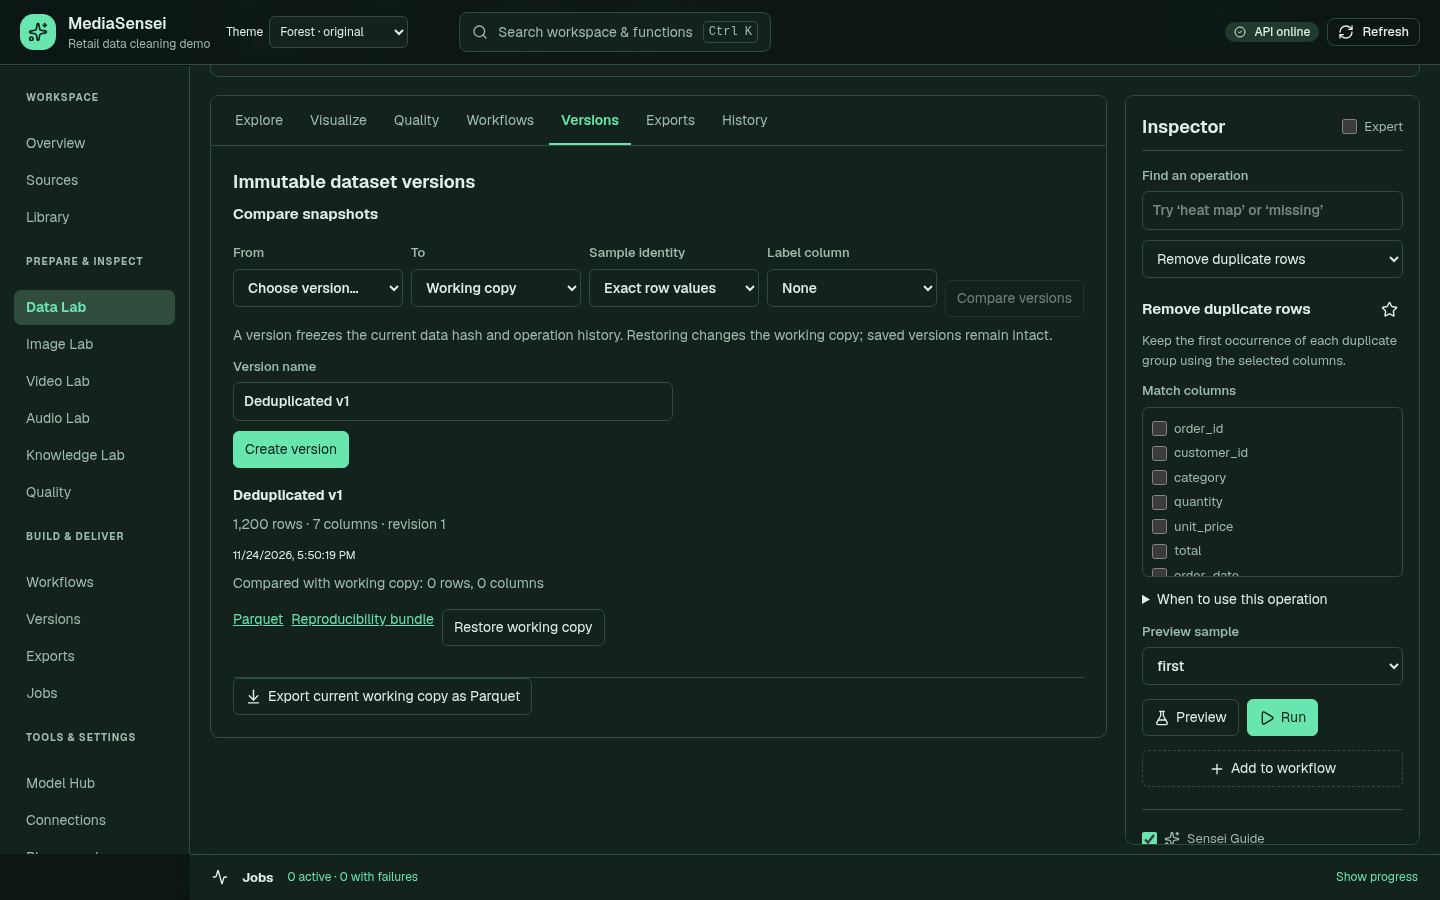 MediaSensei
Retail data cleaning demo
Theme
Forest · original
Search workspace & functions
Ctrl K
API online
Refresh
WORKSPACE
Overview
Sources
Library
PREPARE & INSPECT
Data Lab
Image Lab
Video Lab
Audio Lab
Knowledge Lab
Quality
BUILD & DELIVER
Workflows
Versions
Exports
Jobs
TOOLS & SETTINGS
Model Hub
Connections
Explore
Visualize
Quality
Workflows
Versions
Exports
History
Immutable dataset versions
Compare snapshots
From
To
Sample identity
Label column
Choose version...
Working copy
Exact row values
None
Compare versions
A version freezes the current data hash and operation history. Restoring changes the working copy; saved versions remain intact.
Version name
Deduplicated v1
Create version
Deduplicated v1
1,200 rows · 7 columns · revision 1
11/24/2026, 5:50:19 PM
Compared with working copy: 0 rows, 0 columns
Parquet
Reproducibility bundle
Restore working copy
Export current working copy as Parquet
Inspector
Expert
Find an operation
Try ‘heat map’ or ‘missing’
Remove duplicate rows
Remove duplicate rows
Keep the first occurrence of each duplicate
group using the selected columns.
Match columns
order_id
customer_id
category
quantity
unit_price
total
order_date
When to use this operation
Preview sample
first
Preview
Run
Add to workflow
Sensei Guide
Jobs
0 active · 0 with failures
Show progress